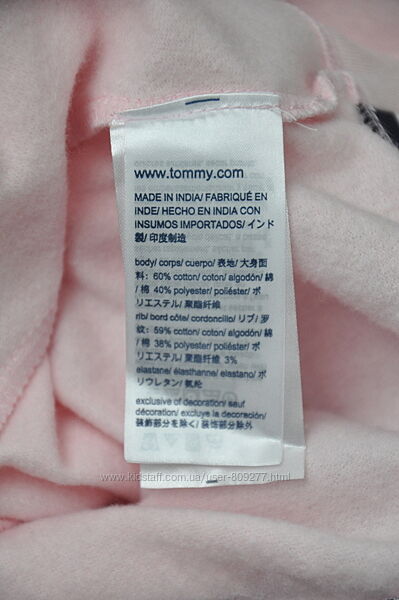 www.tommy.com
MADE IN INDIA/ FABRIQUÉ EN
INDE/ HECHO EN INDIA CON
INSUMOS IMPORTADOS/ インド
製/ 印度制造
body/ corps/ cuerpo/ 表地/ 大身面
料: 60% cotton/ coton/ algodón/ 綿
/ 棉 40% polyester/ poliéster/ ポ
リエステル/ 聚酯纤维
rib/ bord côte/ cordoncillo/ リブ/ 罗
纹: 59% cotton/ coton/ algodón/ 綿
/ 棉 38% polyester/ poliéster/ ポ
リエステル/ 聚酯纤维 3%
elastane/ élasthanne/ elastano/ ポ
リウレタン/ 氨纶
exclusive of decoration/ sauf
décoration/ excluye la decoración/
装飾部分を除く/ 装饰部分除外
www.kidstaff.com.ua/user-809277.html